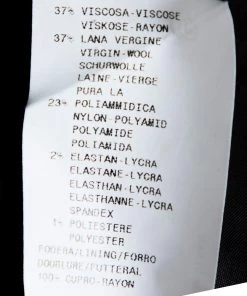 37% VISCOSA-VISCOSE
VISKOSE-RAYON
37% LANA VERGINE
VIRGIN-WOOL
SCHURWOLLE
LAINE-VIERGE
PURA LA
23% POLIAMMIDICA
NYLON-POLYAMID
POLYAMIDE
POLIAMIDA
2% ELASTAN-LYCRA
ELASTANE-LYCRA
ELASTHAN-LYCRA
ELASTHANNE-LYCRA
SPANDEX
1% POLIESTERE
POLYESTER
FODERA/LINING/FORRO
DOUBLURE/FUTTERAL
100% CUPRO-RAYON